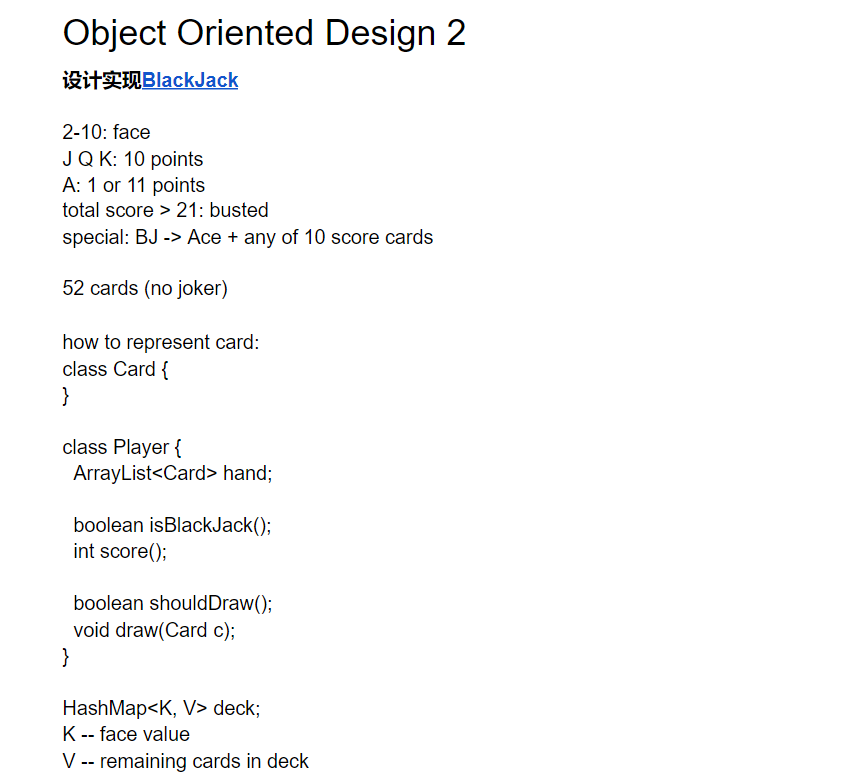 Object Oriented Design 2
设计实现BlackJack
2-10: face
J Q K: 10 points
A: 1 or 11 points
total score > 21: busted
special: BJ -> Ace + any of 10 score cards
52 cards (no joker)
how to represent card:
class Card {
}
class Player {
ArrayList<Card> hand;
boolean isBlackJack();
int score();
boolean shouldDraw();
void draw(Card c);
}
HashMap<K, V> deck;
K -- face value
V -- remaining cards in deck